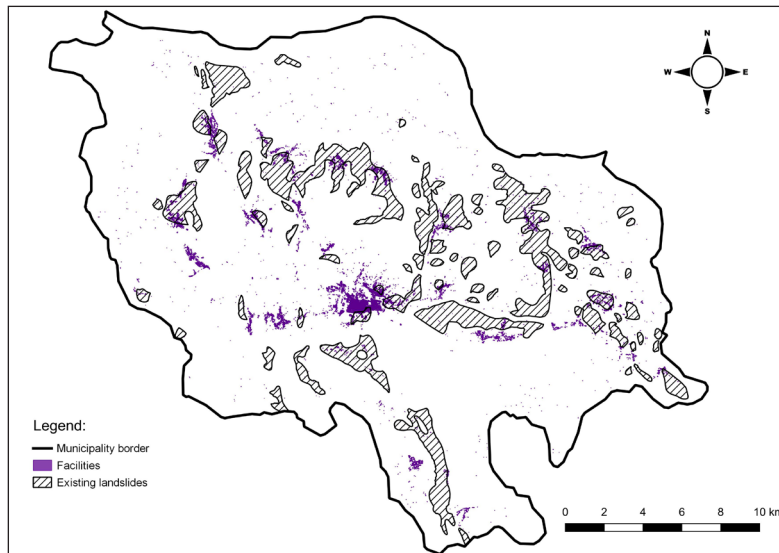 N
W E
S
Legend:
Municipality border
Facilities
Existing landslides
0 2 4 6 8 10 km